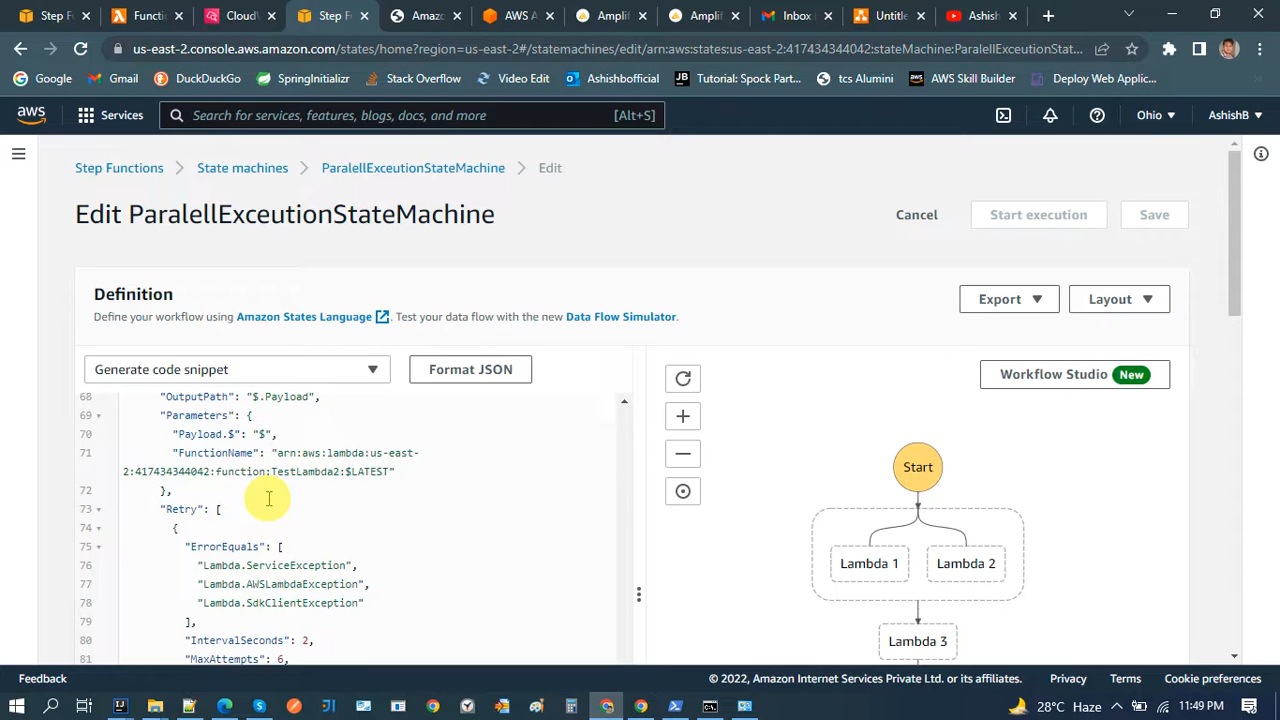 Step Fu
Functi
CloudW
Step F
Amazo
AWS A
Amplif
Amplif
Inbox (
Untitle
Ashish
us-east-2.console.aws.amazon.com/states/home?region=us-east-2#/statemachines/edit/arn:aws:states:us-east-2:417434344042:stateMachine:ParalellExceutionSta...
Google
Gmail
DuckDuckGo
SpringInitializr
Stack Overflow
Video Edit
Ashishbofficial
Tutorial: Spock Par...
tcs Alumini
AWS Skill Builder
Deploy Web Applic...
aws
Services
Search for services, features, blogs, docs, and more
[Alt+S]
Ohio
AshishB
Step Functions
State machines
ParalellExceutionStateMachine
Edit
Edit ParalellExceutionStateMachine
Cancel
Start execution
Save
Definition
Define your workflow using Amazon States Language. Test your data flow with the new Data Flow Simulator.
Export
Layout
Generate code snippet
Format JSON
Workflow Studio New
68 "OutputPath": "$.Payload",
69 "Parameters": {
70 "Payload.$": "$",
71 "FunctionName": "arn:aws:lambda:us-east-
2:417434344042:function:TestLambda2:$LATEST"
72 },
73 "Retry": [
74 {
75 "ErrorEquals": [
76 "Lambda.ServiceException",
77 "Lambda.AWSLambdaException",
78 "Lambda.SdkClientException"
79 ],
80 "IntervalSeconds": 2,
81 "MaxAttempts": 6,
Start
Lambda 1
Lambda 2
Lambda 3
Feedback
© 2022, Amazon Internet Services Private Ltd. or its affiliates.
Privacy
Terms
Cookie preferences
28°C Haze
11:49 PM